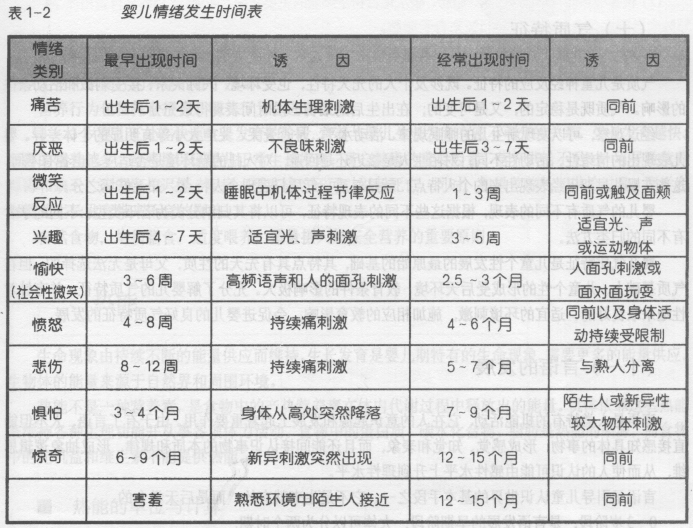 表1-2 婴儿情绪发生时间表
情绪类别 最早出现时间 诱因 经常出现时间 诱因
痛苦 出生后1~2天 机体生理刺激 出生后1~2天 同前
厌恶 出生后1~2天 不良味刺激 出生后3~7天 同前
微笑反应 出生后1~2天 睡眠中机体过程节律反应 1~3周 同前或触及面颊
兴趣 出生后4~7天 适宜光、声刺激 3~5周 适宜光、声或运动物体
愉快(社会性微笑) 3~6周 高频语声和人的面孔刺激 2.5~3个月 人面孔刺激或面对面玩耍
愤怒 4~8周 持续痛刺激 4~6个月 同前以及身体活动持续受限制
悲伤 8~12周 持续痛刺激 5~7个月 与熟人分离
惧怕 3~4个月 身体从高处突然降落 7~9个月 陌生人或新异性较大物体刺激
惊奇 6~9个月 新异刺激突然出现 12~15个月 同前
害羞 熟悉环境中陌生人接近 12~15个月 同前